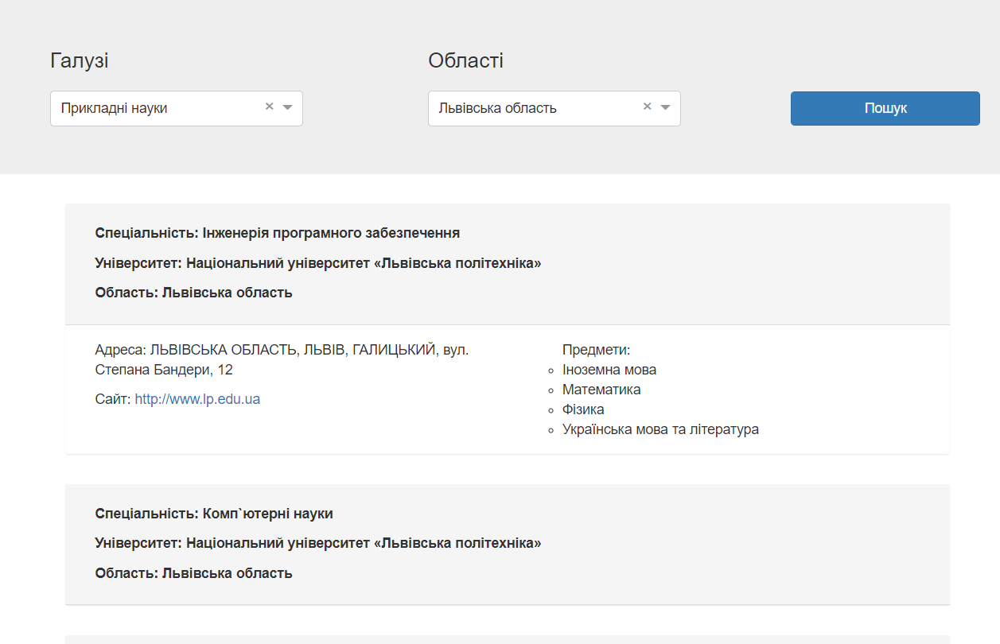 Галузі
Області
Прикладні науки
Львівська область
Пошук
Спеціальність: Інженерія програмного забезпечення
Університет: Національний університет «Львівська політехніка»
Область: Львівська область
Адреса: ЛЬВІВСЬКА ОБЛАСТЬ, ЛЬВІВ, ГАЛИЦЬКИЙ, вул.
Степана Бандери, 12
Сайт: http://www.lp.edu.ua
Предмети:
Іноземна мова
Математика
Фізика
Українська мова та література
Спеціальність: Комп`ютерні науки
Університет: Національний університет «Львівська політехніка»
Область: Львівська область